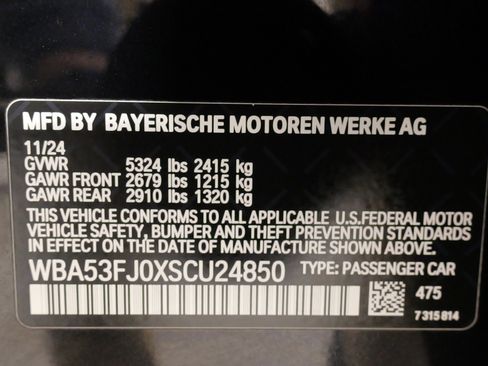 MFD BY BAYERISCHE MOTOREN WERKE AG
11/24
GVWR 5324 lbs 2415 kg
GAWR FRONT 2679 lbs 1215 kg
GAWR REAR 2910 lbs 1320 kg
THIS VEHICLE CONFORMS TO ALL APPLICABLE U.S.FEDERAL MOTOR
VEHICLE SAFETY, BUMPER AND THEFT PREVENTION STANDARDS
IN EFFECT ON THE DATE OF MANUFACTURE SHOWN ABOVE.
WBA53FJ0XSCU24850 TYPE: PASSENGER CAR
475
7315814